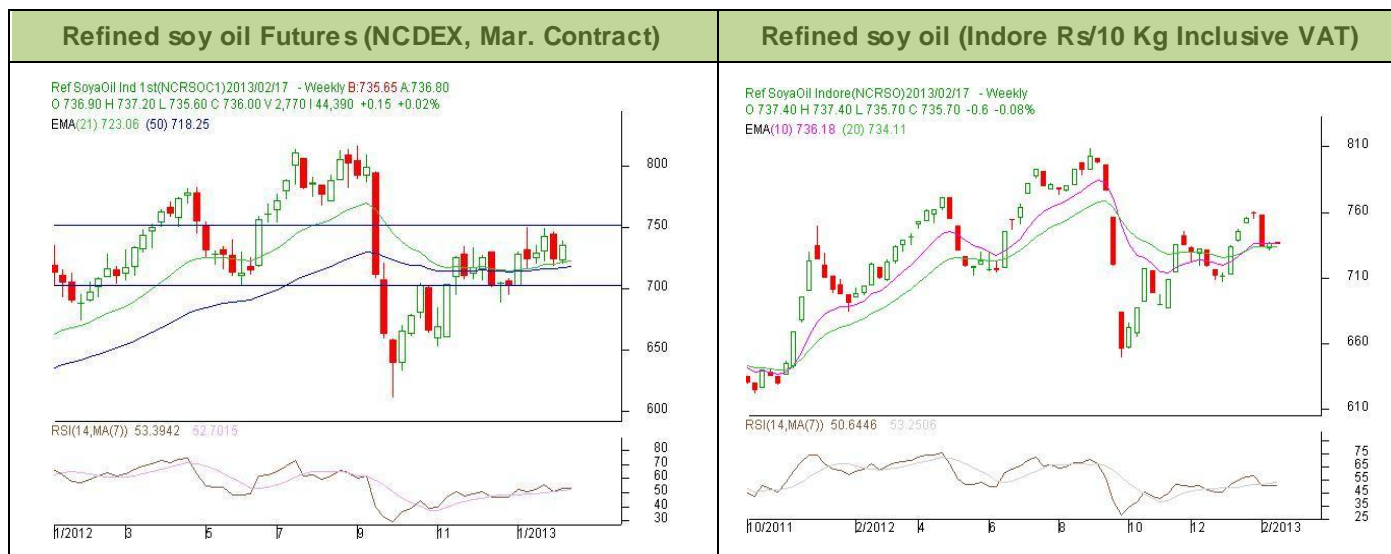 Refined soy oil Futures (NCDEX, Mar. Contract)
Ref SoyaOil Ind 1st(NCRSOC1)2013/02/17 - Weekly B:735.65 A:736.80
O 736.90 H 737.20 L 735.60 C 736.00 V 2,770 I 44,390 +0.15 +0.02%
EMA(21) 723.06 (50) 718.25
800
750
700
650
600
RSI(14,MA(7)) 53.3942 52.7015
80
70
60
50
40
30
1/2012 3 5 7 9 11 1/2013
Refined soy oil (Indore Rs/10 Kg Inclusive VAT)
Ref SoyaOil Indore(NCRSO)2013/02/17 - Weekly
O 737.40 H 737.40 L 735.70 C 735.70 -0.6 -0.08%
EMA(10) 736.18 (20) 734.11
810
760
710
660
610
RSI(14,MA(7)) 50.6446 53.2506
75
65
55
45
35
25
10/2011 2/2012 4 6 8 10 12 2/2013